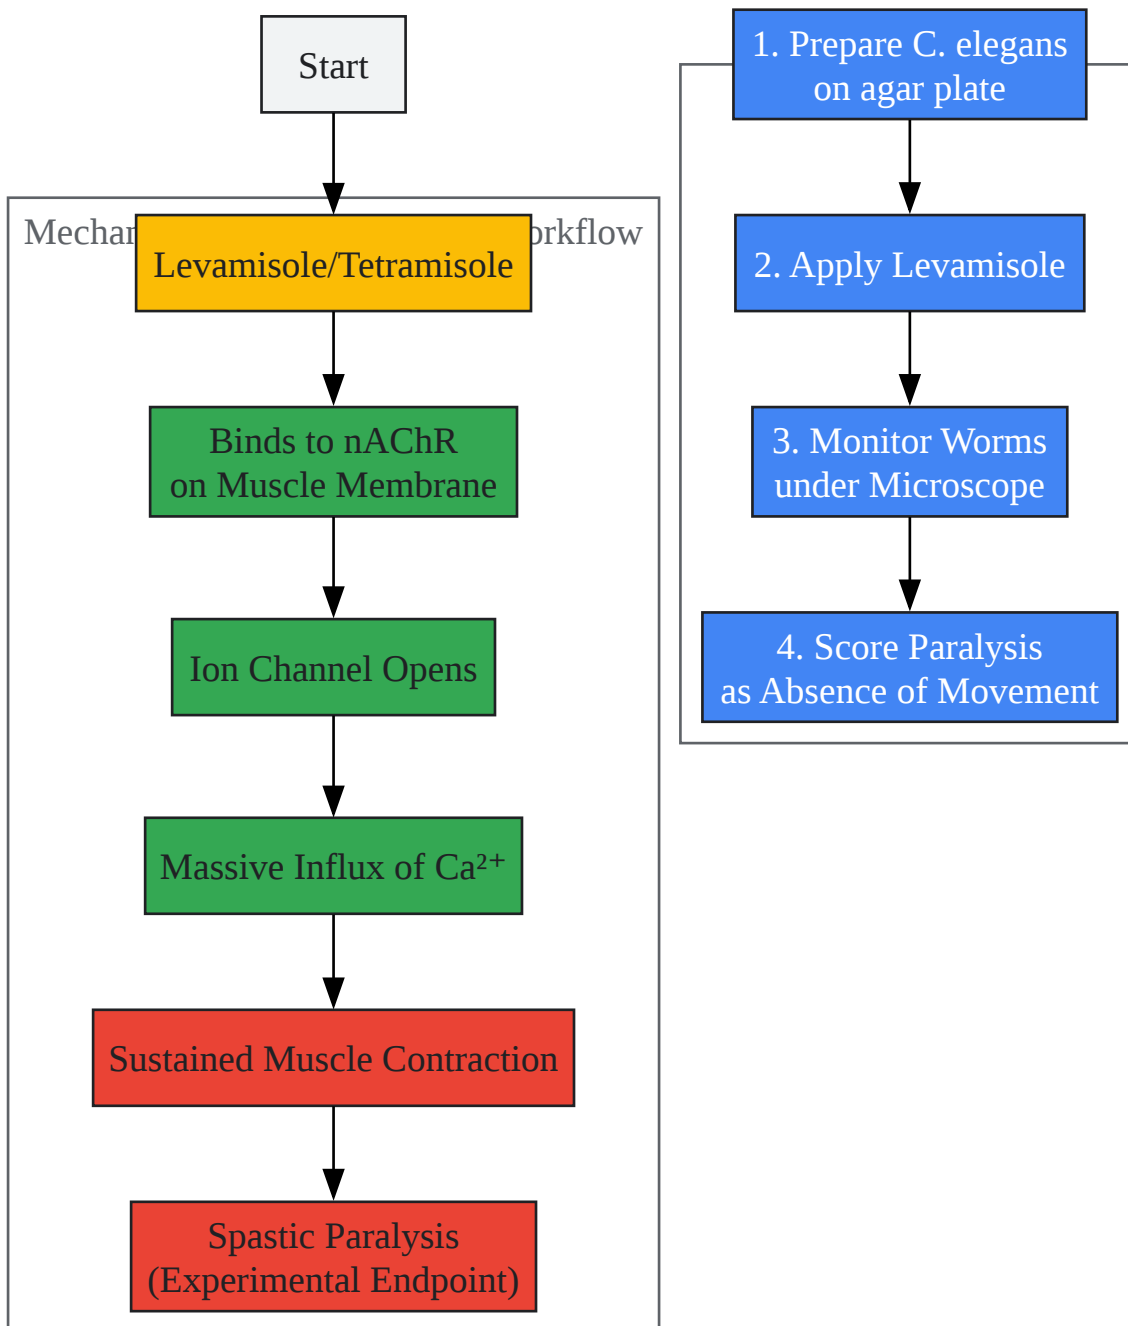 Start
Levamisole/Tetramisole
Binds to nAChR
on Muscle Membrane
Ion Channel Opens
Massive Influx of Ca²⁺
Sustained Muscle Contraction
Spastic Paralysis
(Experimental Endpoint)
1. Prepare C. elegans
on agar plate
2. Apply Levamisole
3. Monitor Worms
under Microscope
4. Score Paralysis
as Absence of Movement